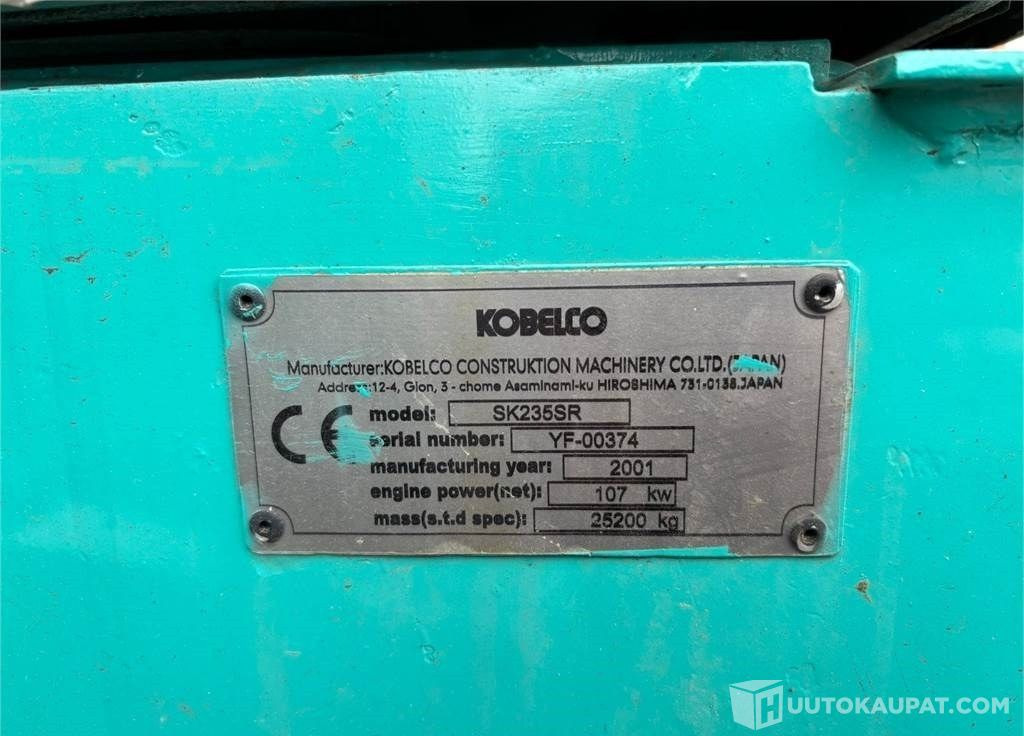 KOBELCO
Manufacturer:KOBELCO CONSTRUKTION MACHINERY CO.LTD.(JAPAN)
Address:12-4, Gion, 3 - chome Asaminami-ku HIROSHIMA 731-0138.JAPAN
CE
model: SK235SR
serial number: YF-00374
manufacturing year: 2001
engine power(net): 107 kw
mass(s.t.d spec): 25200 kg
HUUTOKAUPAT.COM